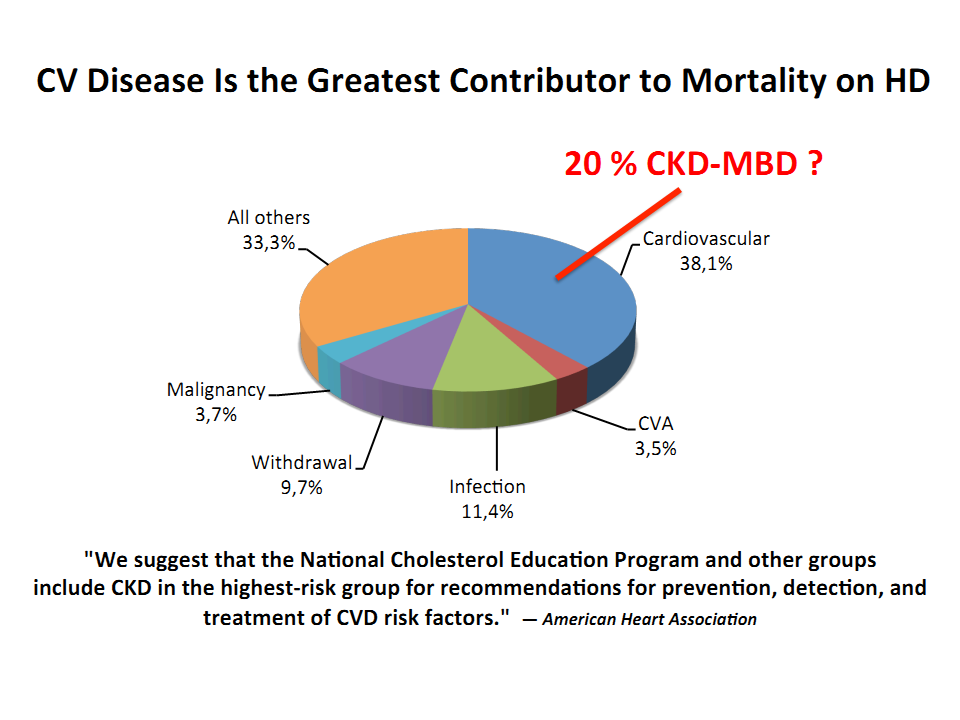 CV Disease Is the Greatest Contributor to Mortality on HD
20 % CKD-MBD ?
All others
33,3%
Cardiovascular
38,1%
Malignancy
3,7%
CVA
3,5%
Withdrawal
9,7%
Infection
11,4%
"We suggest that the National Cholesterol Education Program and other groups
include CKD in the highest-risk group for recommendations for prevention, detection, and
treatment of CVD risk factors." — American Heart Association